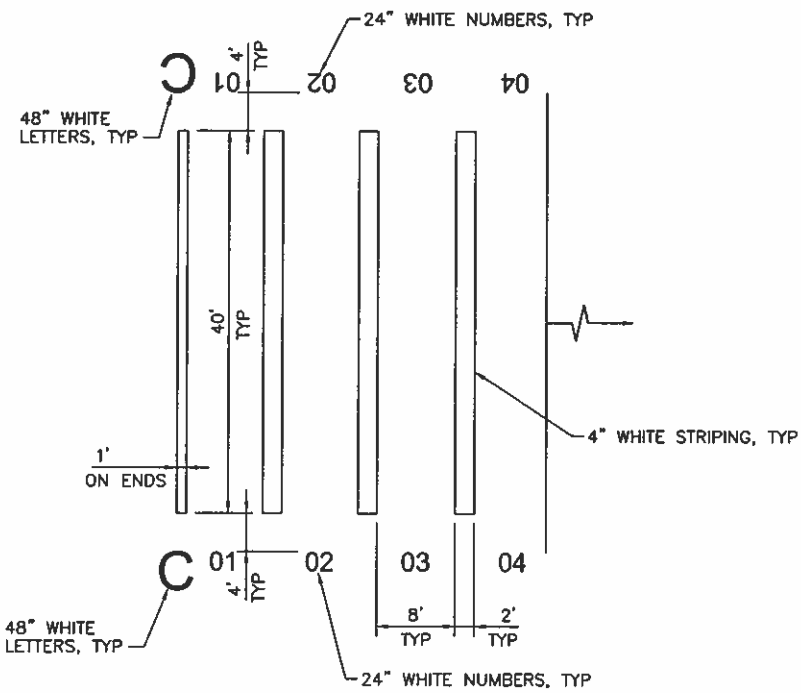 24" WHITE NUMBERS, TYP
4'
TYP
C
01
02
03
04
48" WHITE
LETTERS, TYP
40'
TYP
4" WHITE STRIPING, TYP
1'
ON ENDS
C
01
02
03
04
4'
TYP
8'
TYP
2'
TYP
48" WHITE
LETTERS, TYP
24" WHITE NUMBERS, TYP